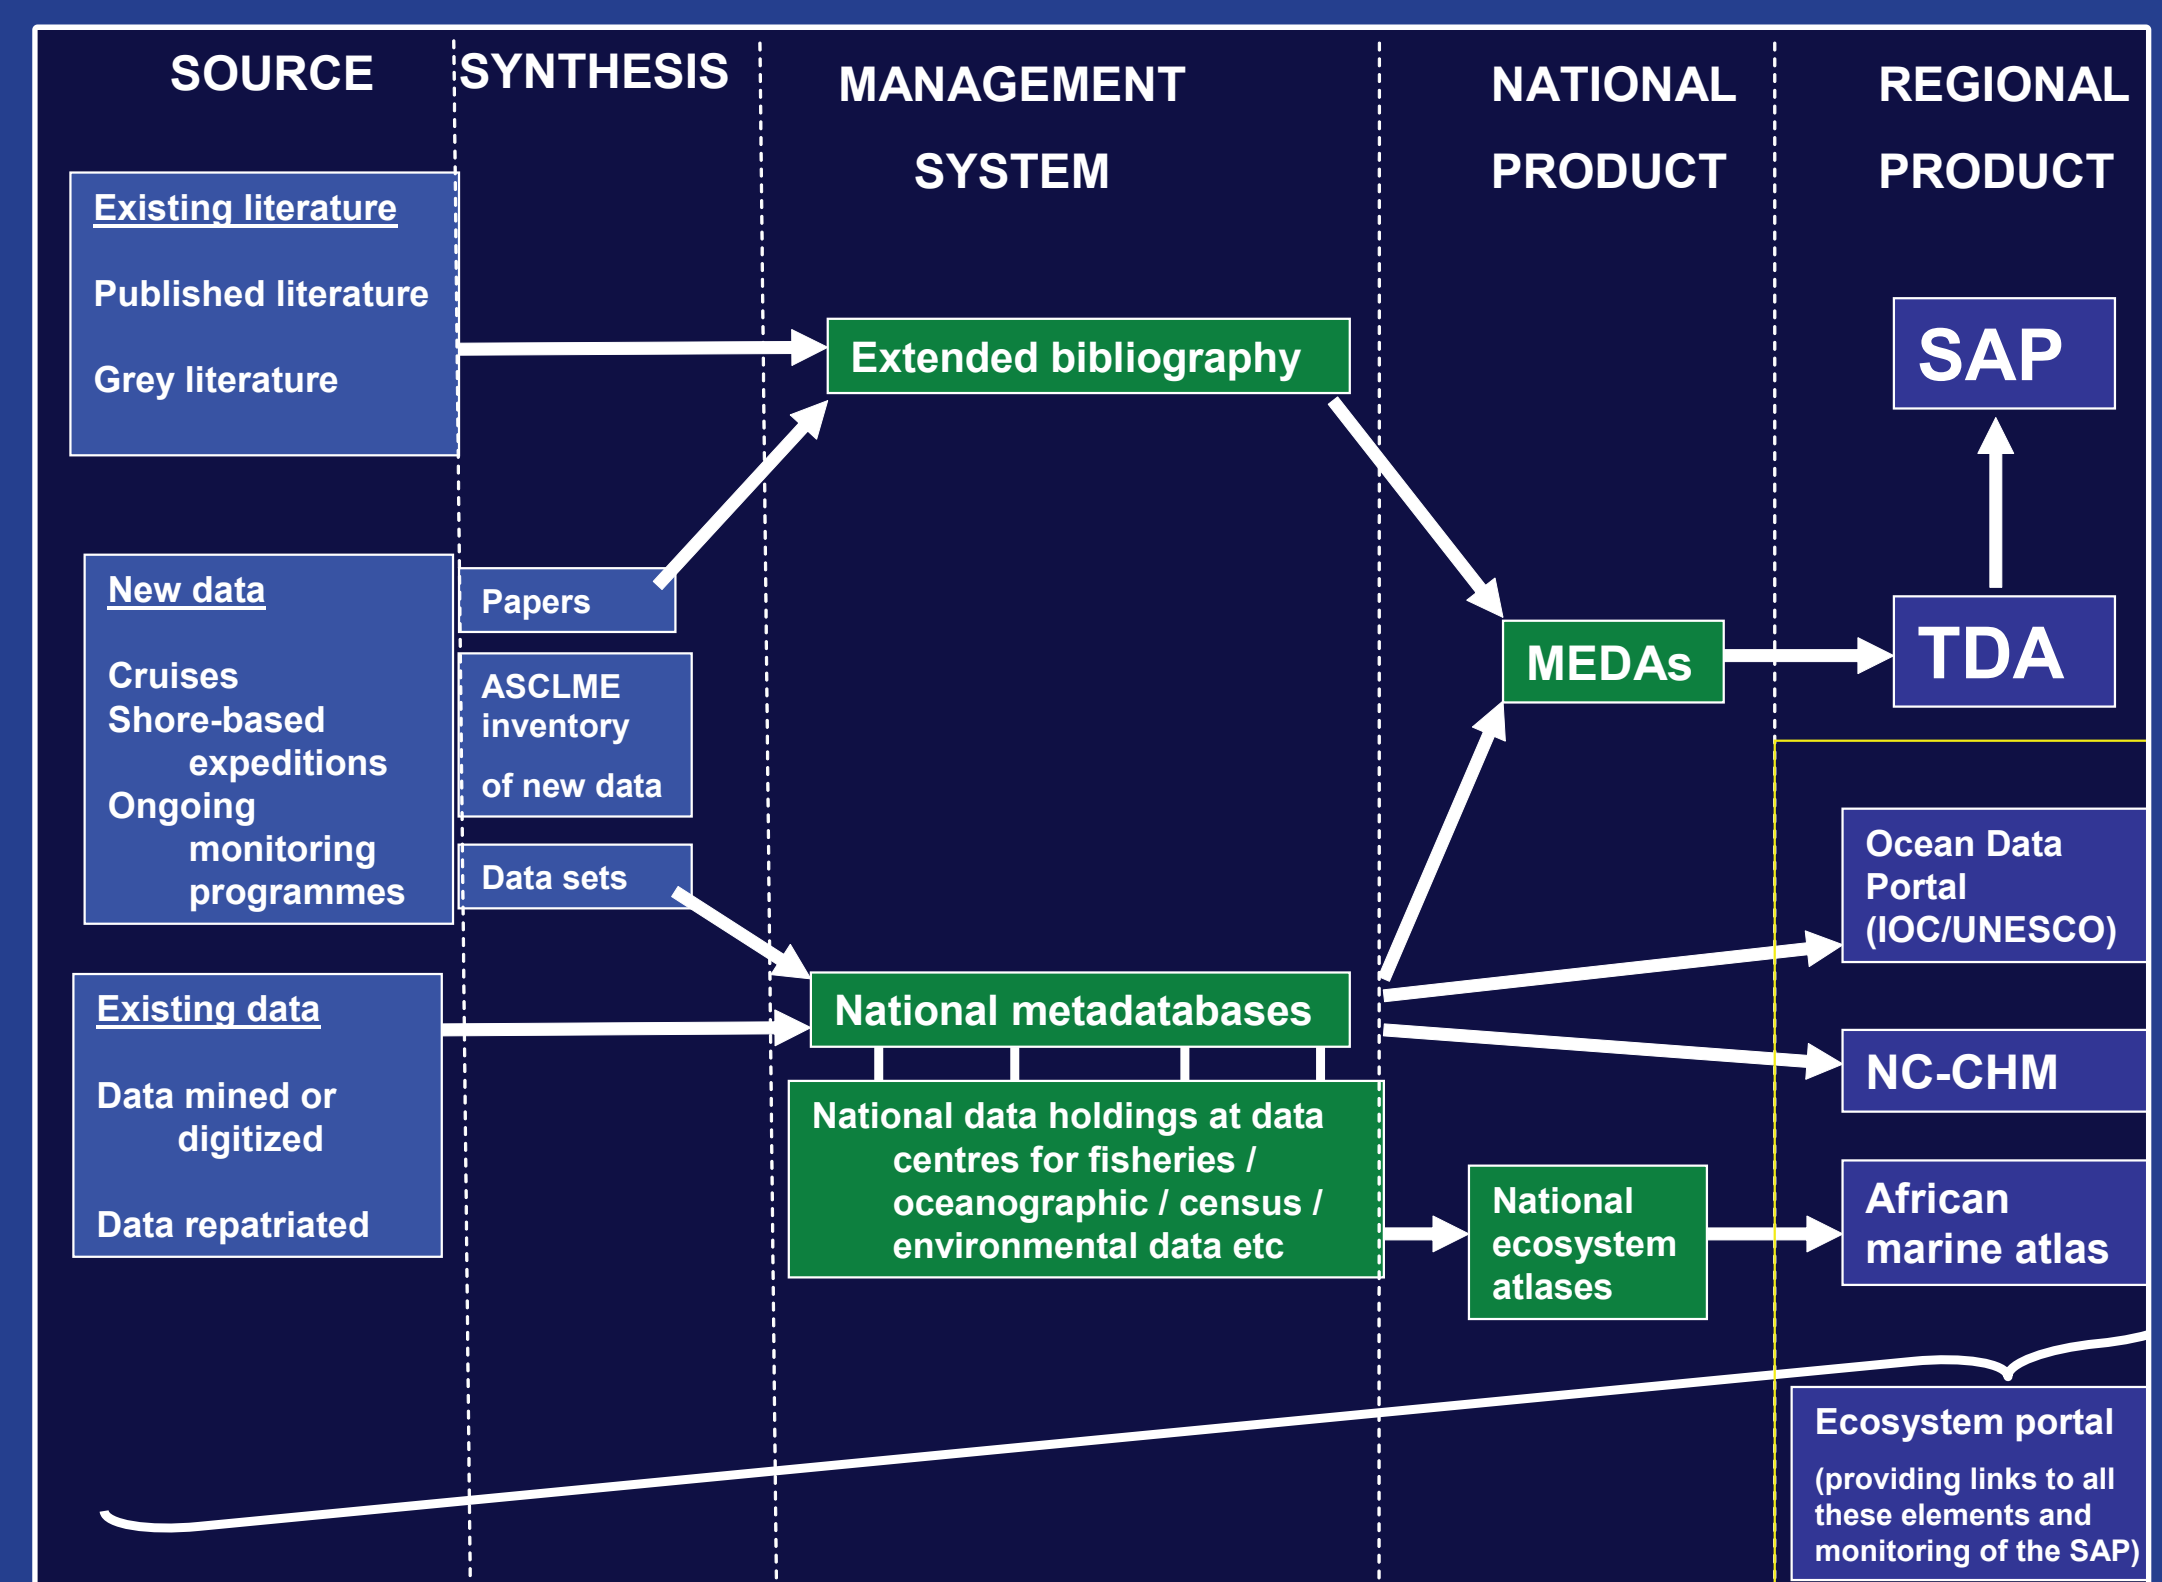 SOURCE
SYNTHESIS
MANAGEMENT
SYSTEM
NATIONAL
PRODUCT
REGIONAL
PRODUCT
Existing literature
Published literature
Grey literature
Extended bibliography
SAP
New data
Cruises
Shore-based
expeditions
Ongoing
monitoring
programmes
Papers
ASCLME
inventory
of new data
Data sets
MEDAs
TDA
Ocean Data
Portal
(IOC/UNESCO)
Existing data
Data mined or
digitized
Data repatriated
National metadatabases
National data holdings at data
centres for fisheries /
oceanographic / census /
environmental data etc
NC-CHM
National
ecosystem
atlases
African
marine atlas
Ecosystem portal
(providing links to all
these elements and
monitoring of the SAP)